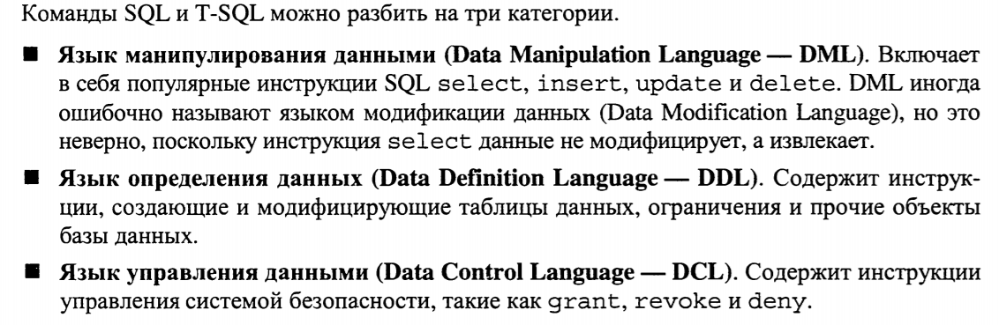 Команды SQL и T-SQL можно разбить на три категории.
■ Язык манипулирования данными (Data Manipulation Language — DML). Включает
в себя популярные инструкции SQL select, insert, update и delete. DML иногда
ошибочно называют языком модификации данных (Data Modification Language), но это
неверно, поскольку инструкция select данные не модифицирует, а извлекает.
■ Язык определения данных (Data Definition Language — DDL). Содержит инструк-
ции, создающие и модифицирующие таблицы данных, ограничения и прочие объекты
базы данных.
■ Язык управления данными (Data Control Language — DCL). Содержит инструкции
управления системой безопасности, такие как grant, revoke и deny.